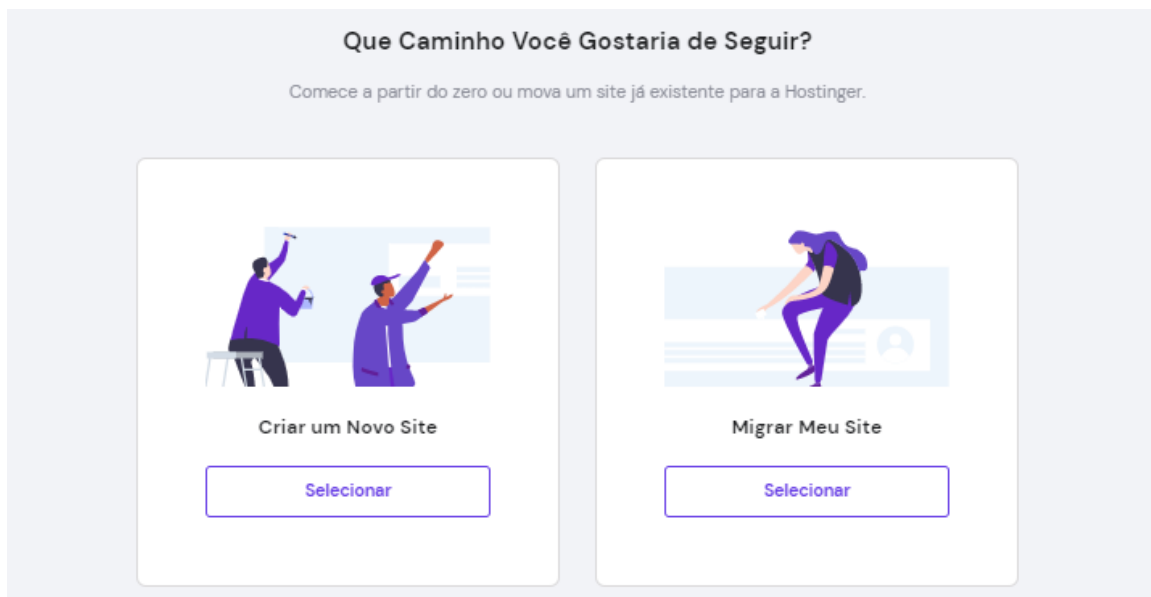 Que Caminho Você Gostaria de Seguir?
Comece a partir do zero ou mova um site já existente para a Hostinger.
Criar um Novo Site
Selecionar
Migrar Meu Site
Selecionar